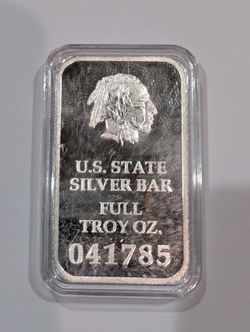 U.S. STATE
SILVER BAR
FULL
TROY OZ.
041785